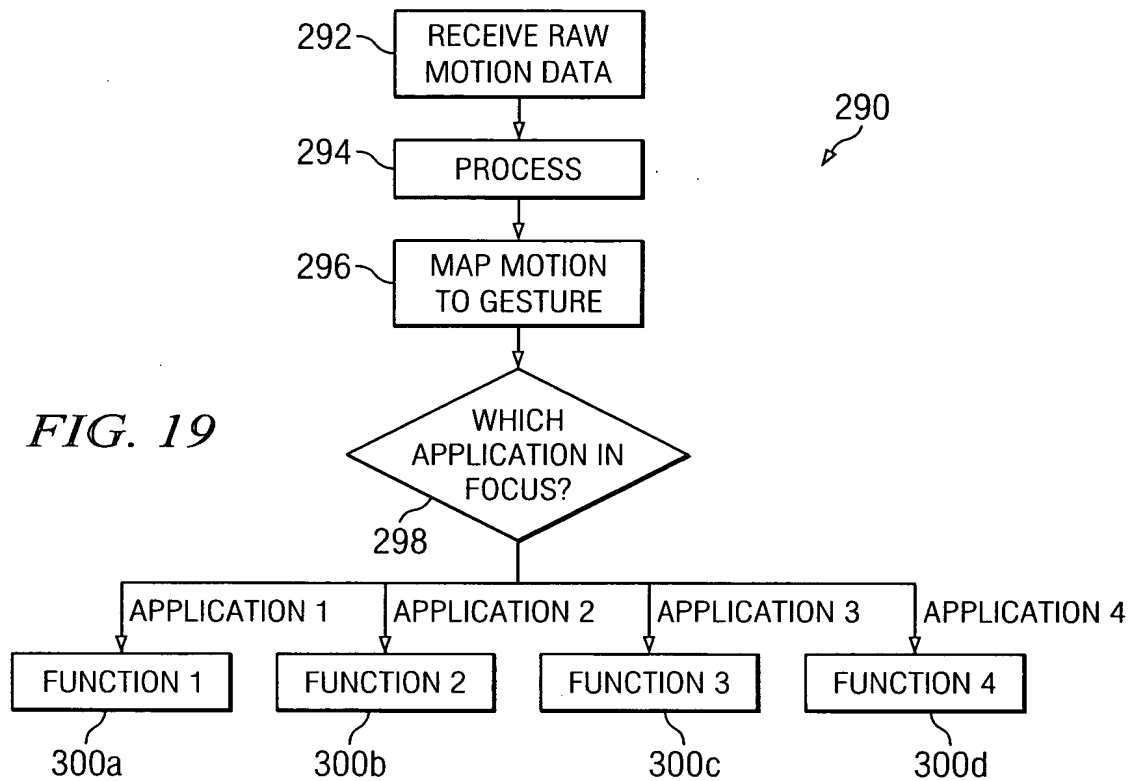 292
RECEIVE RAW
MOTION DATA
290
294
PROCESS
296
MAP MOTION
TO GESTURE
FIG. 19
WHICH
APPLICATION IN
FOCUS?
298
APPLICATION 1
APPLICATION 2
APPLICATION 3
APPLICATION 4
FUNCTION 1
FUNCTION 2
FUNCTION 3
FUNCTION 4
300a
300b
300c
300d